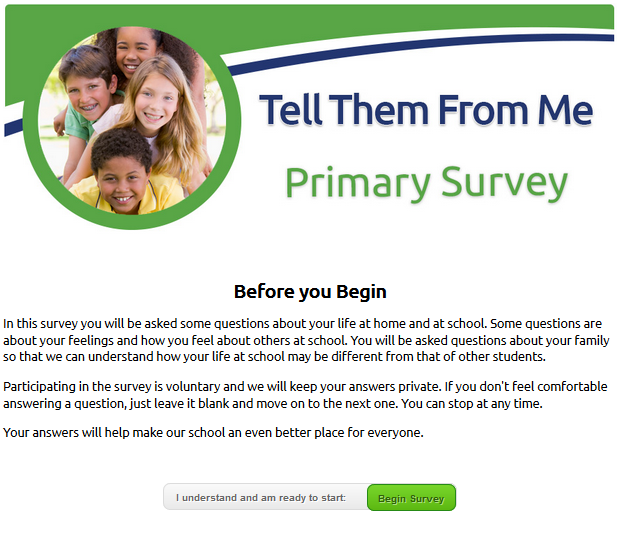 Tell Them From Me
Primary Survey
Before you Begin
In this survey you will be asked some questions about your life at home and at school. Some questions are
about your feelings and how you feel about others at school. You will be asked questions about your family
so that we can understand how your life at school may be different from that of other students.
Participating in the survey is voluntary and we will keep your answers private. If you don't feel comfortable
answering a question, just leave it blank and move on to the next one. You can stop at any time.
Your answers will help make our school an even better place for everyone.
I understand and am ready to start: Begin Survey